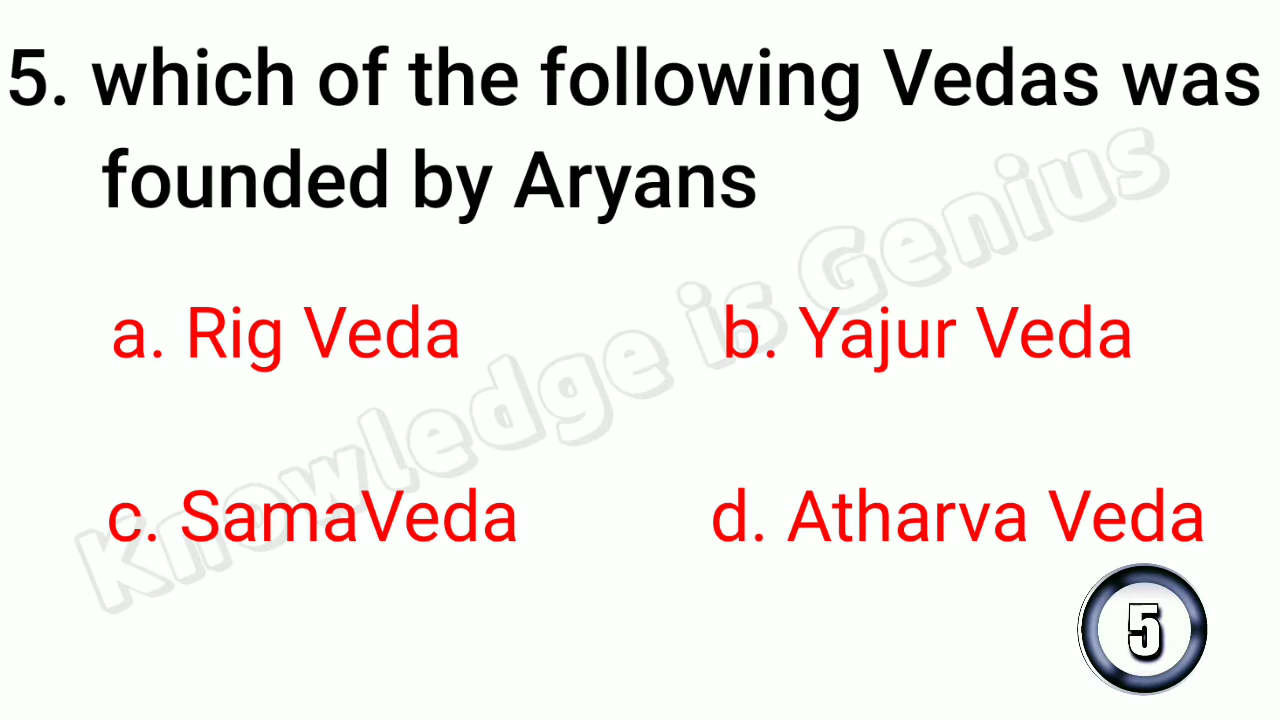 5. which of the following Vedas was
founded by Aryans
a. Rig Veda
b. Yajur Veda
c. SamaVeda
d. Atharva Veda
Knowledge is Genius
5